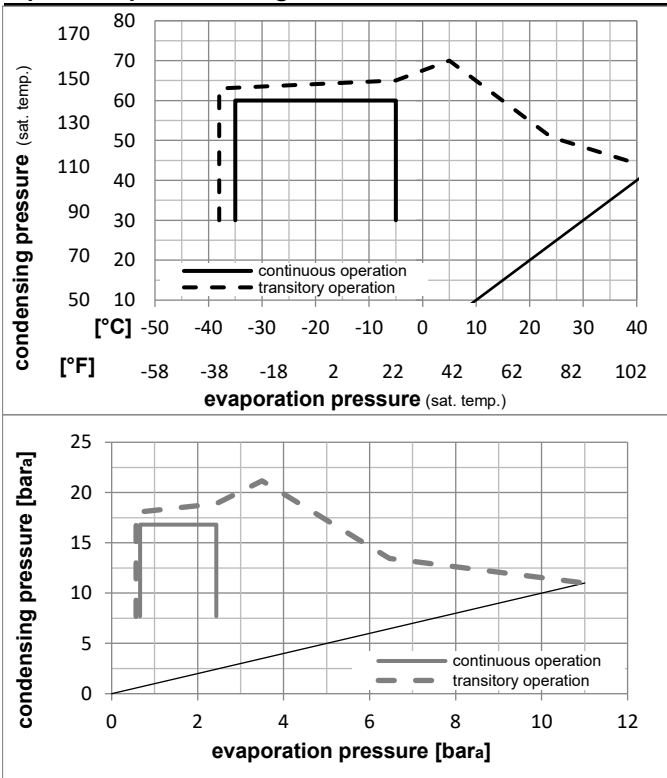 170 80
150 70
130 60
50
110 40
90 30
70 20
50 10
condensing pressure (sat. temp.)
continuous operation
transitory operation
[°C] -50 -40 -30 -20 -10 0 10 20 30 40
[°F] -58 -38 -18 2 22 42 62 82 102
evaporation pressure (sat. temp.)
25
20
15
10
5
0
condensing pressure [bara]
continuous operation
transitory operation
0 2 4 6 8 10 12
evaporation pressure [bara]